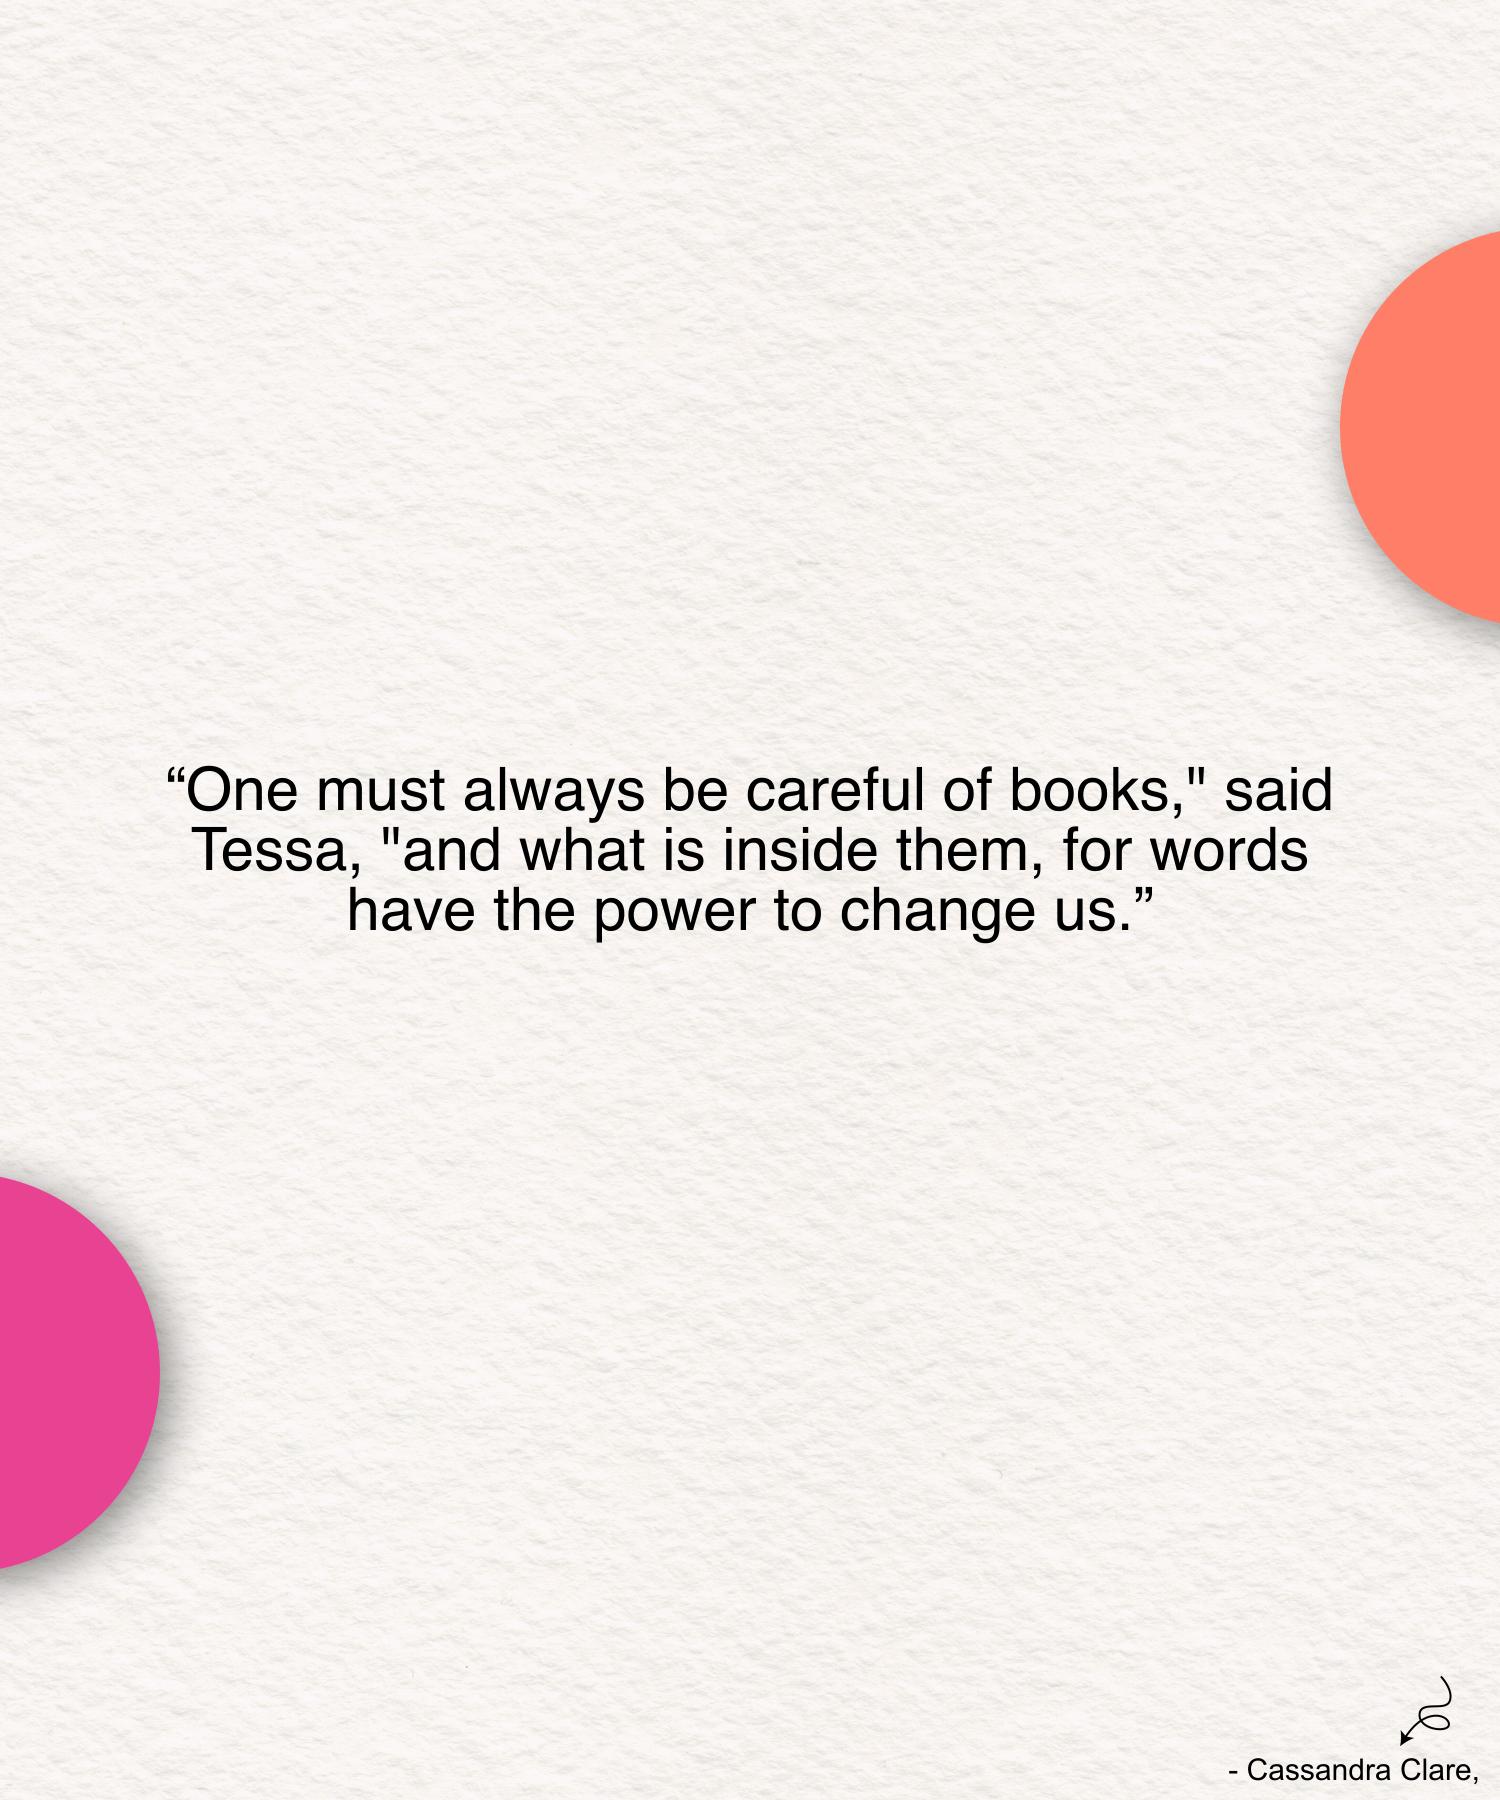 “One must always be careful of books," said
Tessa, "and what is inside them, for words
have the power to change us.”
- Cassandra Clare,